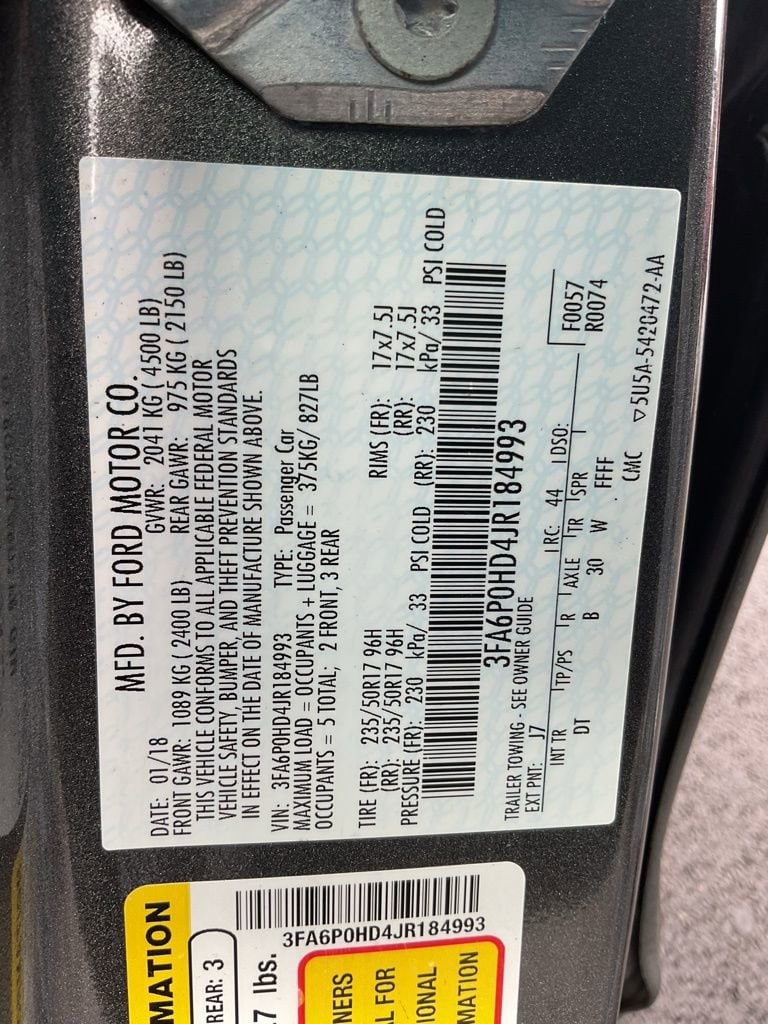 MFD. BY FORD MOTOR CO.
DATE: 01/18 GVWR: 2041 KG ( 4500 LB)
FRONT GAWR: 1089 KG ( 2400 LB) REAR GAWR: 975 KG ( 2150 LB)
THIS VEHICLE CONFORMS TO ALL APPLICABLE FEDERAL MOTOR
VEHICLE SAFETY, BUMPER, AND THEFT PREVENTION STANDARDS
IN EFFECT ON THE DATE OF MANUFACTURE SHOWN ABOVE.
VIN: 3FA6P0HD4JR184993 TYPE: Passenger Car
MAXIMUM LOAD = OCCUPANTS + LUGGAGE = 375KG/ 827LB
OCCUPANTS = 5 TOTAL; 2 FRONT, 3 REAR
TIRE (FR): 235/50R17 96H RIMS (FR): 17x7.5J
(RR): 235/50R17 96H (RR): 17x7.5J
PRESSURE (FR): 230 kPa/ 33 PSI COLD (RR): 230 kPa/ 33 PSI COLD
3FA6P0HD4JR184993
TRAILER TOWING - SEE OWNER GUIDE
EXT PNT: J7 RC: 44 DSO: F0057
R0074
INT TR TP/PS R AXLE TR SPR
DT B 30 W FFFF
CMC
5U5A-5420472-AA
MATION
REAR: 3
7 lbs.
3FA6P0HD4JR184993
NERS
AL FOR
IONAL
MATION